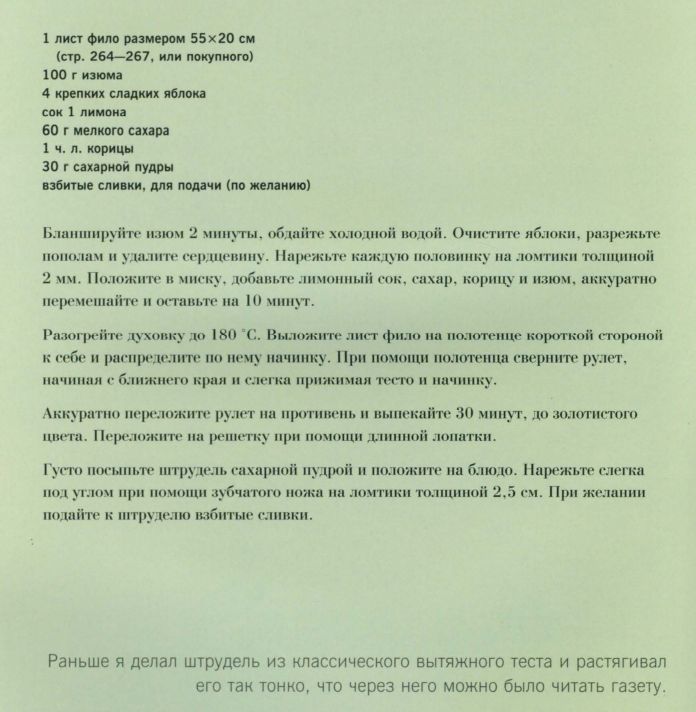 1 лист фило размером 55×20 см
(стр. 264—267, или покупного)
100 г изюма
4 крепких сладких яблока
сок 1 лимона
60 г мелкого сахара
1 ч. л. корицы
30 г сахарной пудры
взбитые сливки, для подачи (по желанию)
Бланшируйте изюм 2 минуты, обдайте холодной водой. Очистите яблоки, разрежьте
пополам и удалите сердцевину. Нарежьте каждую половинку на ломтики толщиной
2 мм. Положите в миску, добавьте лимонный сок, сахар, корицу и изюм, аккуратно
перемешайте и оставьте на 10 минут.
Разогрейте духовку до 180 °С. Выложите лист фило на полотенце короткой стороной
к себе и распределите по нему начинку. При помощи полотенца сверните рулет,
начиная с ближнего края и слегка прижимая тесто и начинку.
Аккуратно переложите рулет на противень и выпекайте 30 минут, до золотистого
цвета. Переложите на решетку при помощи длинной лопатки.
Густо посыпьте штрудель сахарной пудрой и положите на блюдо. Нарежьте слегка
под углом при помощи зубчатого ножа на ломтики толщиной 2,5 см. При желании
подайте к штруделю взбитые сливки.
Раньше я делал штрудель из классического вытяжного теста и растягивал
его так тонко, что через него можно было читать газету.